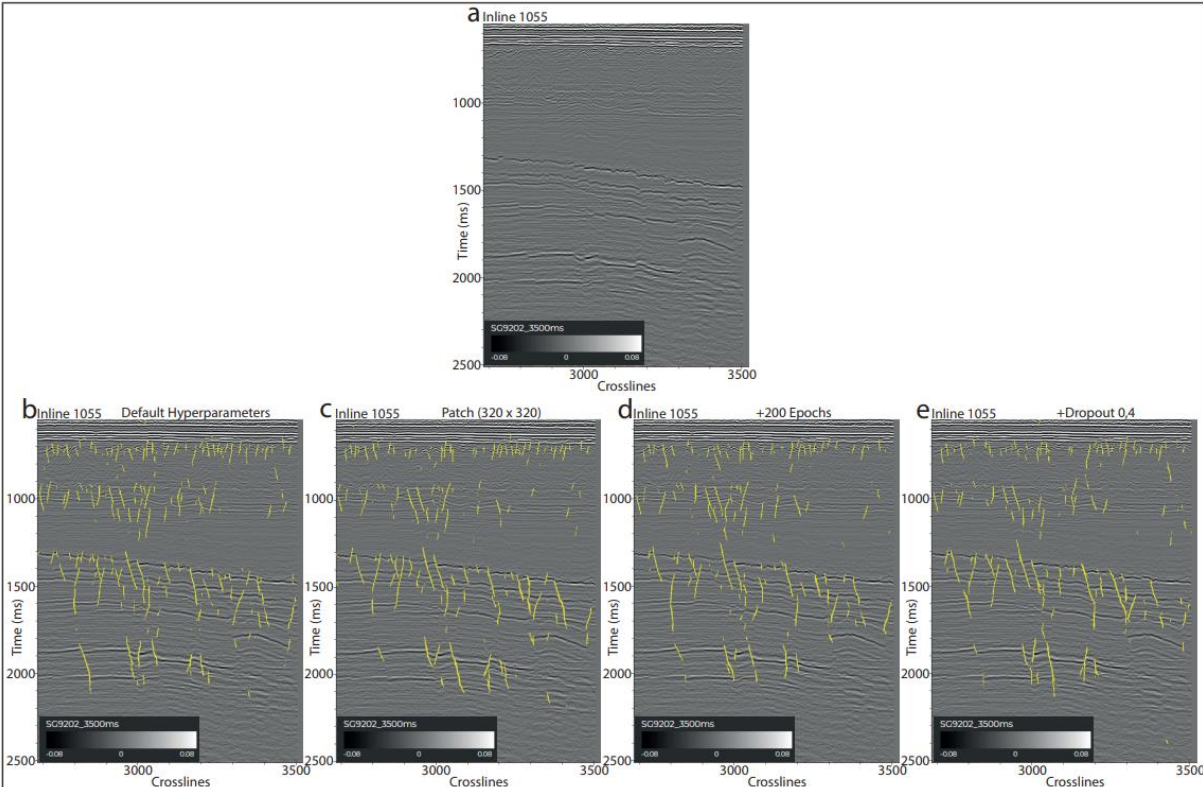 a Inline 1055
1000
1500
2000
2500
Time (ms)
SG9202_3500ms
-0.08 0 0.08
3000 3500
Crosslines
b Inline 1055 Default Hyperparameters
1000
1500
2000
2500
Time (ms)
SG9202_3500ms
-0.08 0 0.08
3000 3500
Crosslines
c Inline 1055 Patch (320 x 320)
1000
1500
2000
2500
Time (ms)
SG9202_3500ms
-0.08 0 0.08
3000 3500
Crosslines
d Inline 1055 +200 Epochs
1000
1500
2000
2500
Time (ms)
SG9202_3500ms
-0.08 0 0.08
3000 3500
Crosslines
e Inline 1055 +Dropout 0,4
1000
1500
2000
2500
Time (ms)
SG9202_3500ms
-0.08 0 0.08
3000 3500
Crosslines